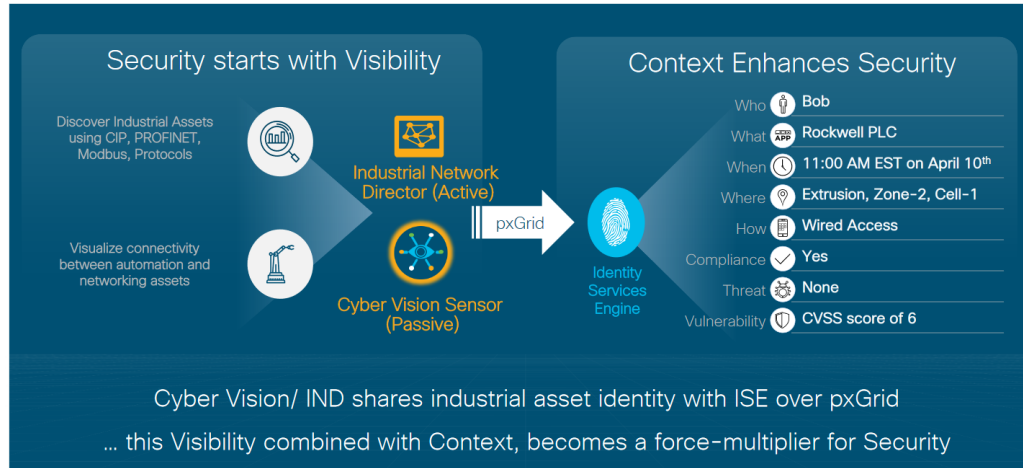 Security starts with Visibility
Discover Industrial Assets
using CIP, PROFINET,
Modbus, Protocols
Visualize connectivity
between automation and
networking assets
Industrial Network
Director (Active)
Cyber Vision Sensor
(Passive)
pxGrid
Identity
Services
Engine
Context Enhances Security
Who Bob
What APP Rockwell PLC
When 11:00 AM EST on April 10th
Where Extrusion, Zone-2, Cell-1
How Wired Access
Compliance Yes
Threat None
Vulnerability CVSS score of 6
Cyber Vision/ IND shares industrial asset identity with ISE over pxGrid
... this Visibility combined with Context, becomes a force-multiplier for Security